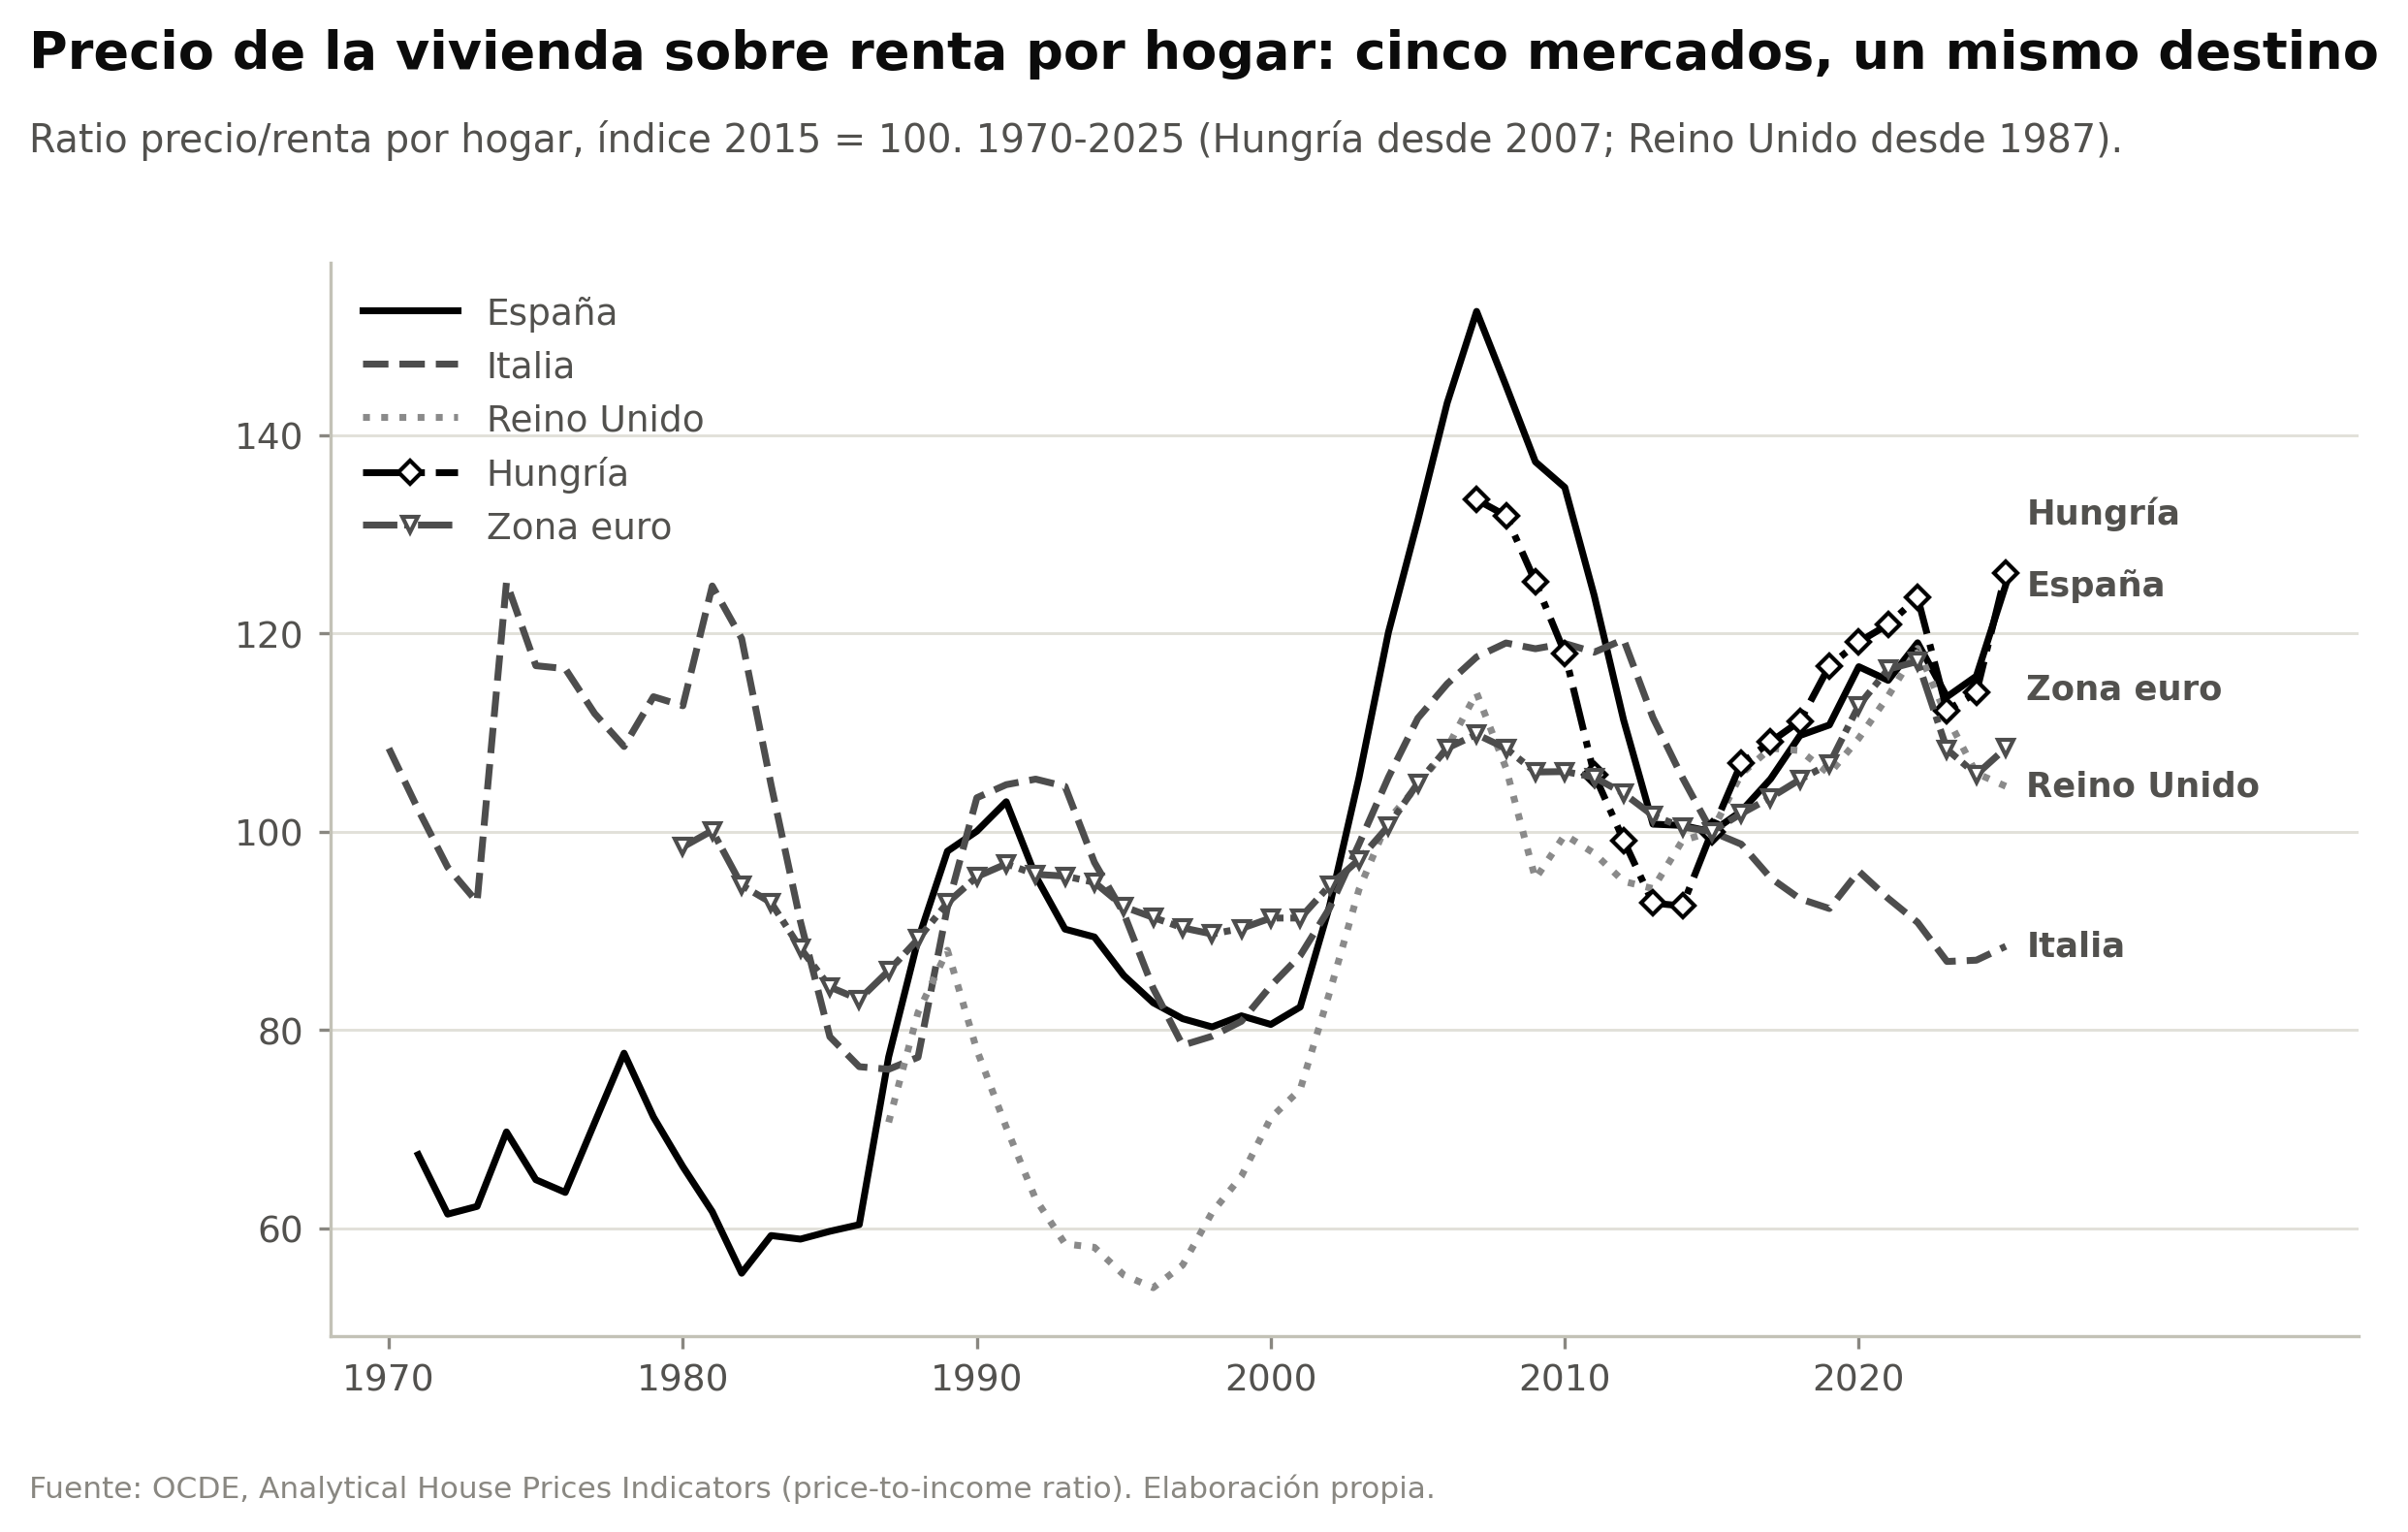 Precio de la vivienda sobre renta por hogar: cinco mercados, un mismo destino
Ratio precio/renta por hogar, índice 2015 = 100. 1970-2025 (Hungría desde 2007; Reino Unido desde 1987).
España
Italia
Reino Unido
Hungría
Zona euro
140
120
100
80
60
Hungría
España
Zona euro
Reino Unido
Italia
1970 1980 1990 2000 2010 2020
Fuente: OCDE, Analytical House Prices Indicators (price-to-income ratio). Elaboración propia.